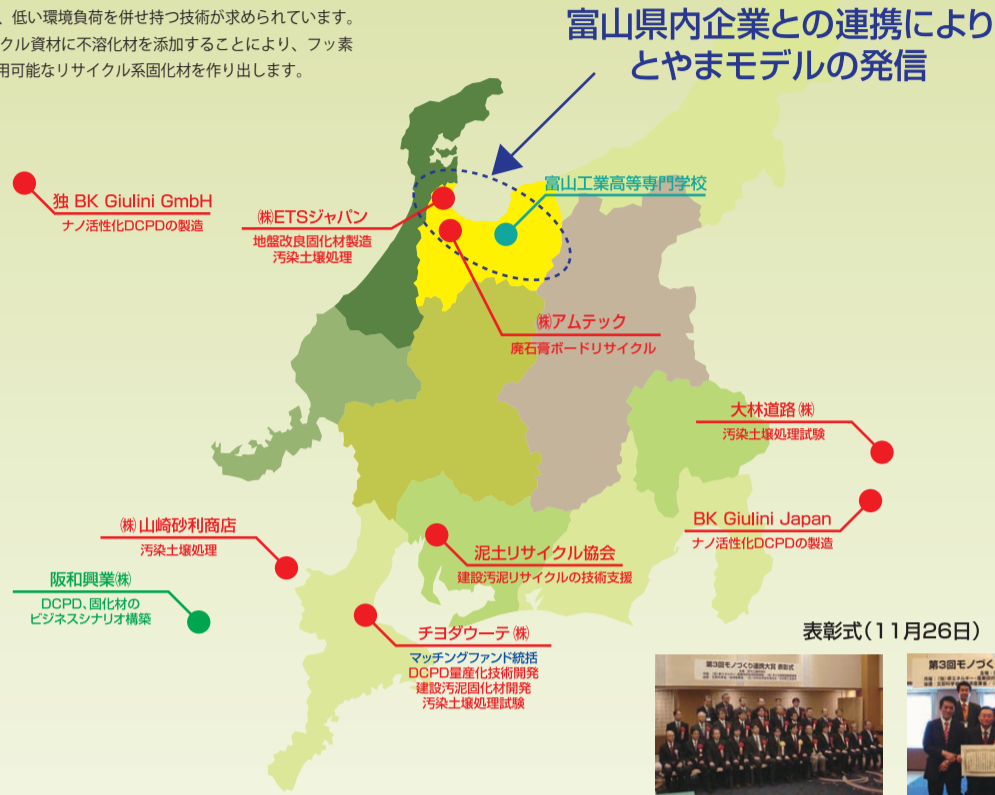 、低い環境負荷を併せ持つ技術が求められています。
クル資材に不溶化材を添加することにより、フッ素
用可能なリサイクル系固化材を作り出します。
富山県内企業との連携により
とやまモデルの発信
独 BK Giulini GmbH
ナノ活性化DCPDの製造
㈱ETSジャパン
地盤改良固化材製造
汚染土壌処理
富山工業高等専門学校
㈱アムテック
廃石膏ボードリサイクル
大林道路㈱
汚染土壌処理試験
BK Giulini Japan
ナノ活性化DCPDの製造
㈱山崎砂利商店
汚染土壌処理
泥土リサイクル協会
建設汚泥リサイクルの技術支援
阪和興業㈱
DCPD、固化材の
ビジネスシナリオ構築
チヨダウーテ㈱
マッチングファンド統括
DCPD量産化技術開発
建設汚泥固化材開発
汚染土壌処理試験
表彰式(11月26日)
第3回モノづくり連携大賞 表彰式
第3回モノづく